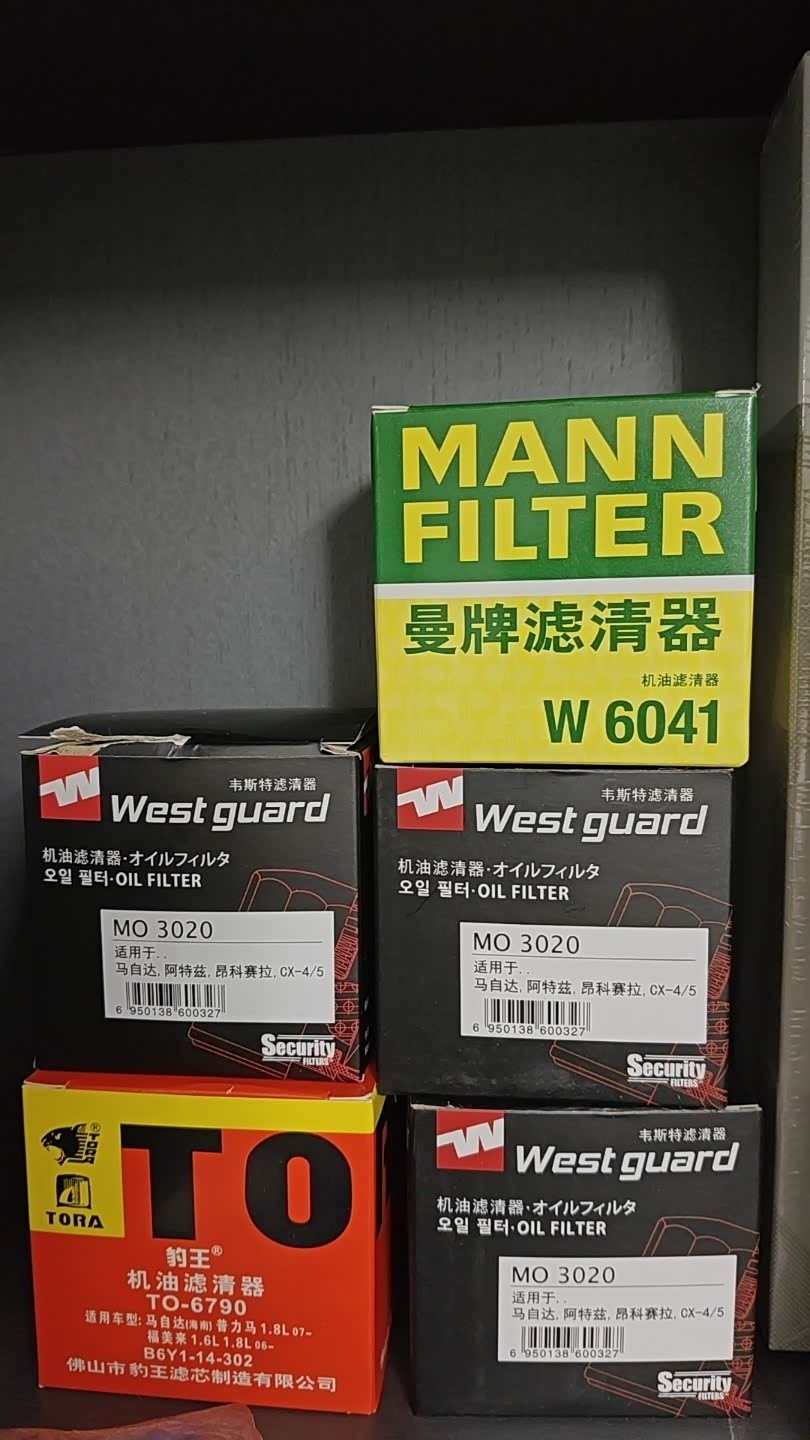 MANN
FILTER
曼牌滤清器
机油滤清器
W 6041
韦斯特滤清器
West guard
机油滤清器·オイルフィルタ
오일 필터·OIL FILTER
MO 3020
适用于..
马自达,阿特兹,昂科赛拉,CX-4/5
6 950138 600327
Security
FILTERS
韦斯特滤清器
West guard
机油滤清器·オイルフィルタ
오일 필터·OIL FILTER
MO 3020
适用于..
马自达,阿特兹,昂科赛拉,CX-4/5
6 950138 600327
Security
FILTERS
TORA
TORA
TO
豹王®
机油滤清器
TO-6790
适用车型:马自达(海南)普力马1.8L 07-
福美来1.6L 1.8L 06-
B6Y1-14-302
佛山市豹王滤芯制造有限公司
韦斯特滤清器
West guard
机油滤清器·オイルフィルタ
오일 필터·OIL FILTER
MO 3020
适用于..
马自达,阿特兹,昂科赛拉,CX-4/5
6 950138 600327
Security
FILTERS